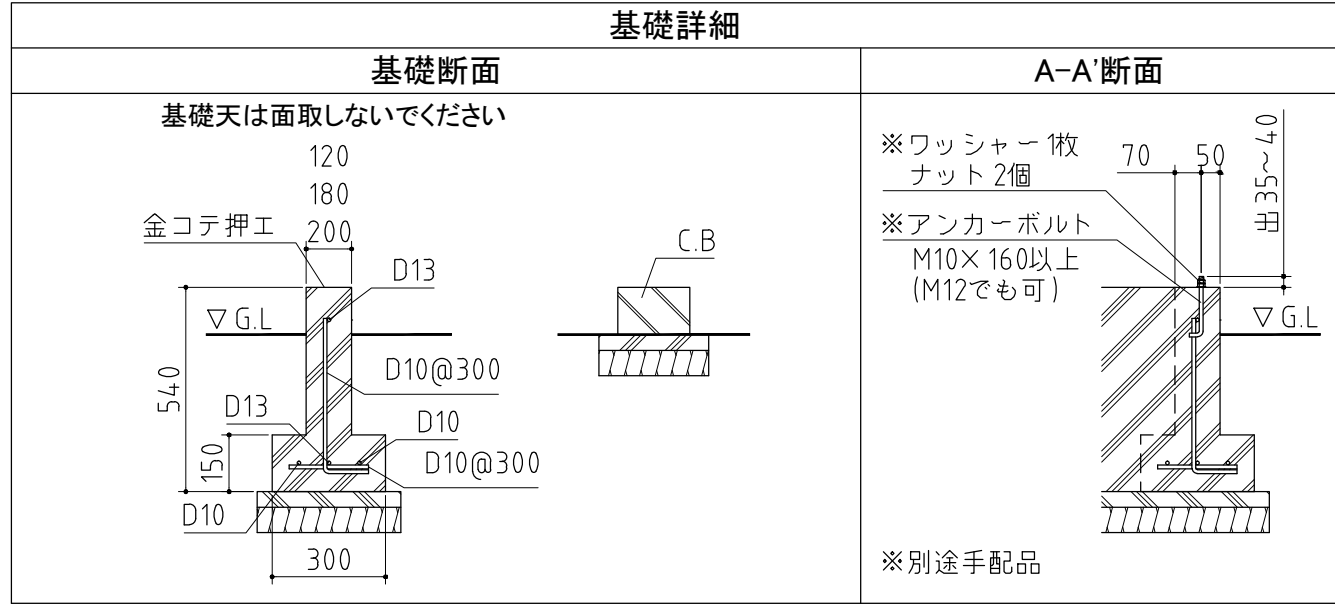 基礎詳細
基礎断面
A-A'断面
基礎天は面取しないでください
120
180
200
金コテ押エ
D13
▽ G.L
D10@300
540
D13
D10
150
D10@300
D10
300
C.B
※ワッシャー 1枚
ナット 2個
※アンカーボルト
M10×160以上
(M12でも可)
70
50
出 35～40
▽ G.L
※別途手配品